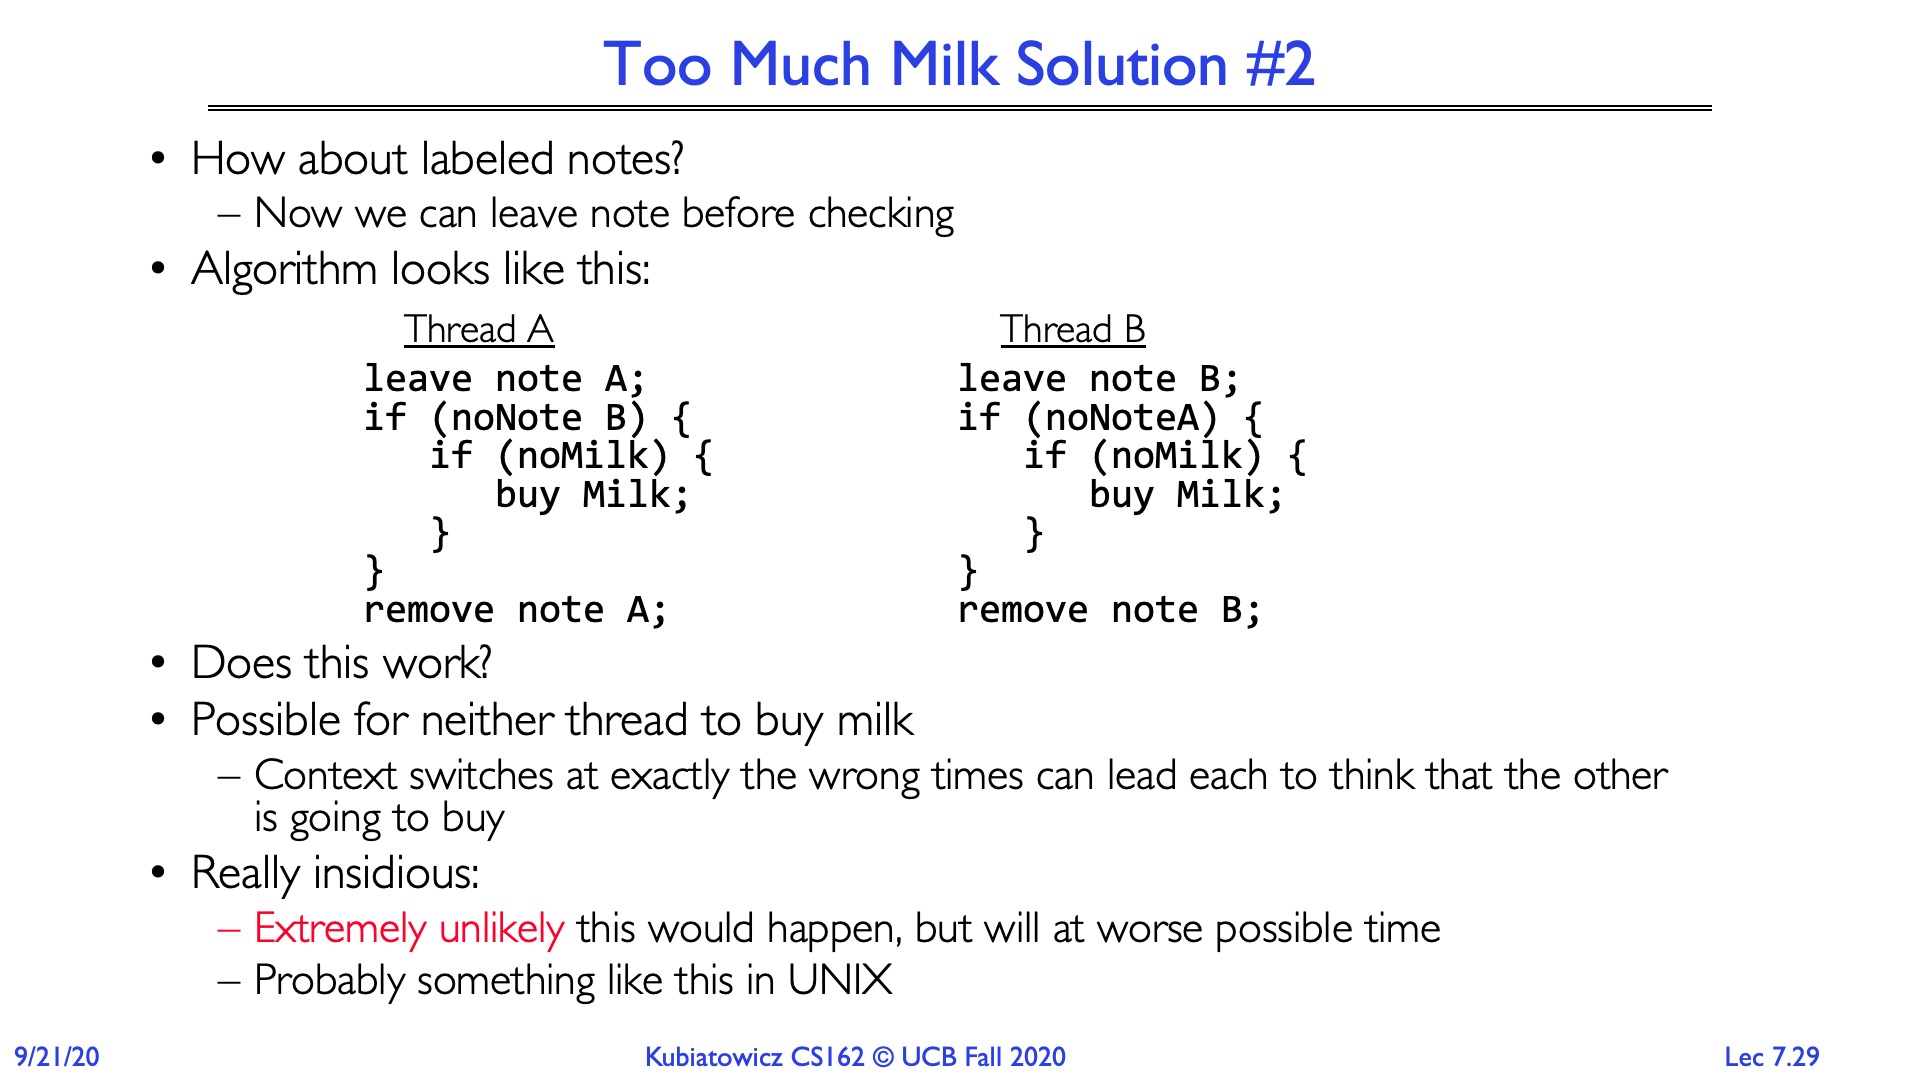 Too Much Milk Solution #2
• How about labeled notes?
– Now we can leave note before checking
• Algorithm looks like this:
Thread A
leave note A;
if (noNote B) {
if (noMilk) {
buy Milk;
}
}
remove note A;
Thread B
leave note B;
if (noNoteA) {
if (noMilk) {
buy Milk;
}
}
remove note B;
• Does this work?
• Possible for neither thread to buy milk
– Context switches at exactly the wrong times can lead each to think that the other
is going to buy
• Really insidious:
– Extremely unlikely this would happen, but will at worse possible time
– Probably something like this in UNIX
9/21/20
Kubiatowicz CS162 © UCB Fall 2020
Lec 7.29